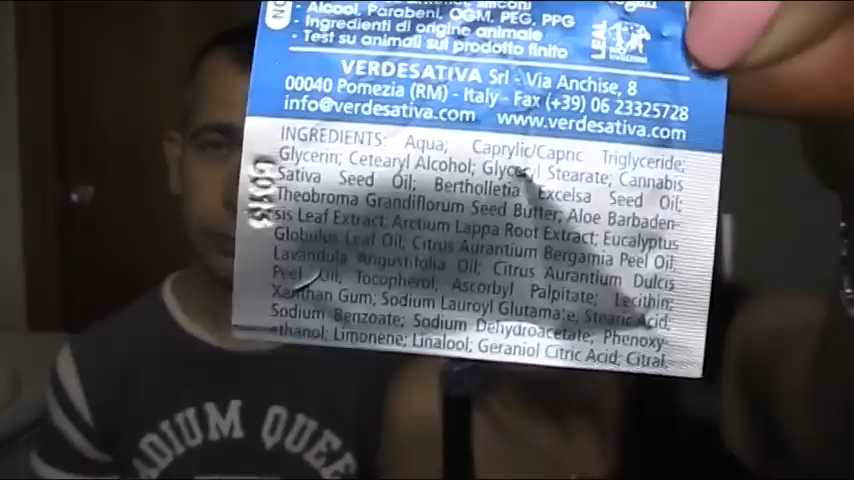 NO
- Alcool, Parabeni, OGM, PEG, PPG
- Ingredienti di origine animale
- Test su animali sul prodotto finito
LEAL
VERDESATIVA Srl - Via Anchise, 8
00040 Pomezia (RM) - Italy - Fax (+39) 06 23325728
info@verdesativa.com www.verdesativa.com
INGREDIENTS: Aqua; Caprylic/Capric Triglyceride;
Glycerin; Cetearyl Alcohol; Glyceryl Stearate; Cannabis
Sativa Seed Oil; Bertholletia Excelsa Seed Oil;
Theobroma Grandiflorum Seed Butter; Aloe Barbaden-
sis Leaf Extract; Arctium Lappa Root Extract; Eucalyptus
Globulus Leaf Oil; Citrus Aurantium Bergamia Peel Oil,
Lavandula Angustifolia Oil; Citrus Aurantium Dulcis
Peel Oil, Tocopherol; Ascorbyl Palpitate; Lecithin;
Xanthan Gum; Sodium Lauroyl Glutamate, Stearic Acid,
Sodium Benzoate; Sodium Dehydroacetate, Phenoxy-
ethanol; Limonene; Linalool; Geraniol Citric Acid; Citral.
DIUM QUEE